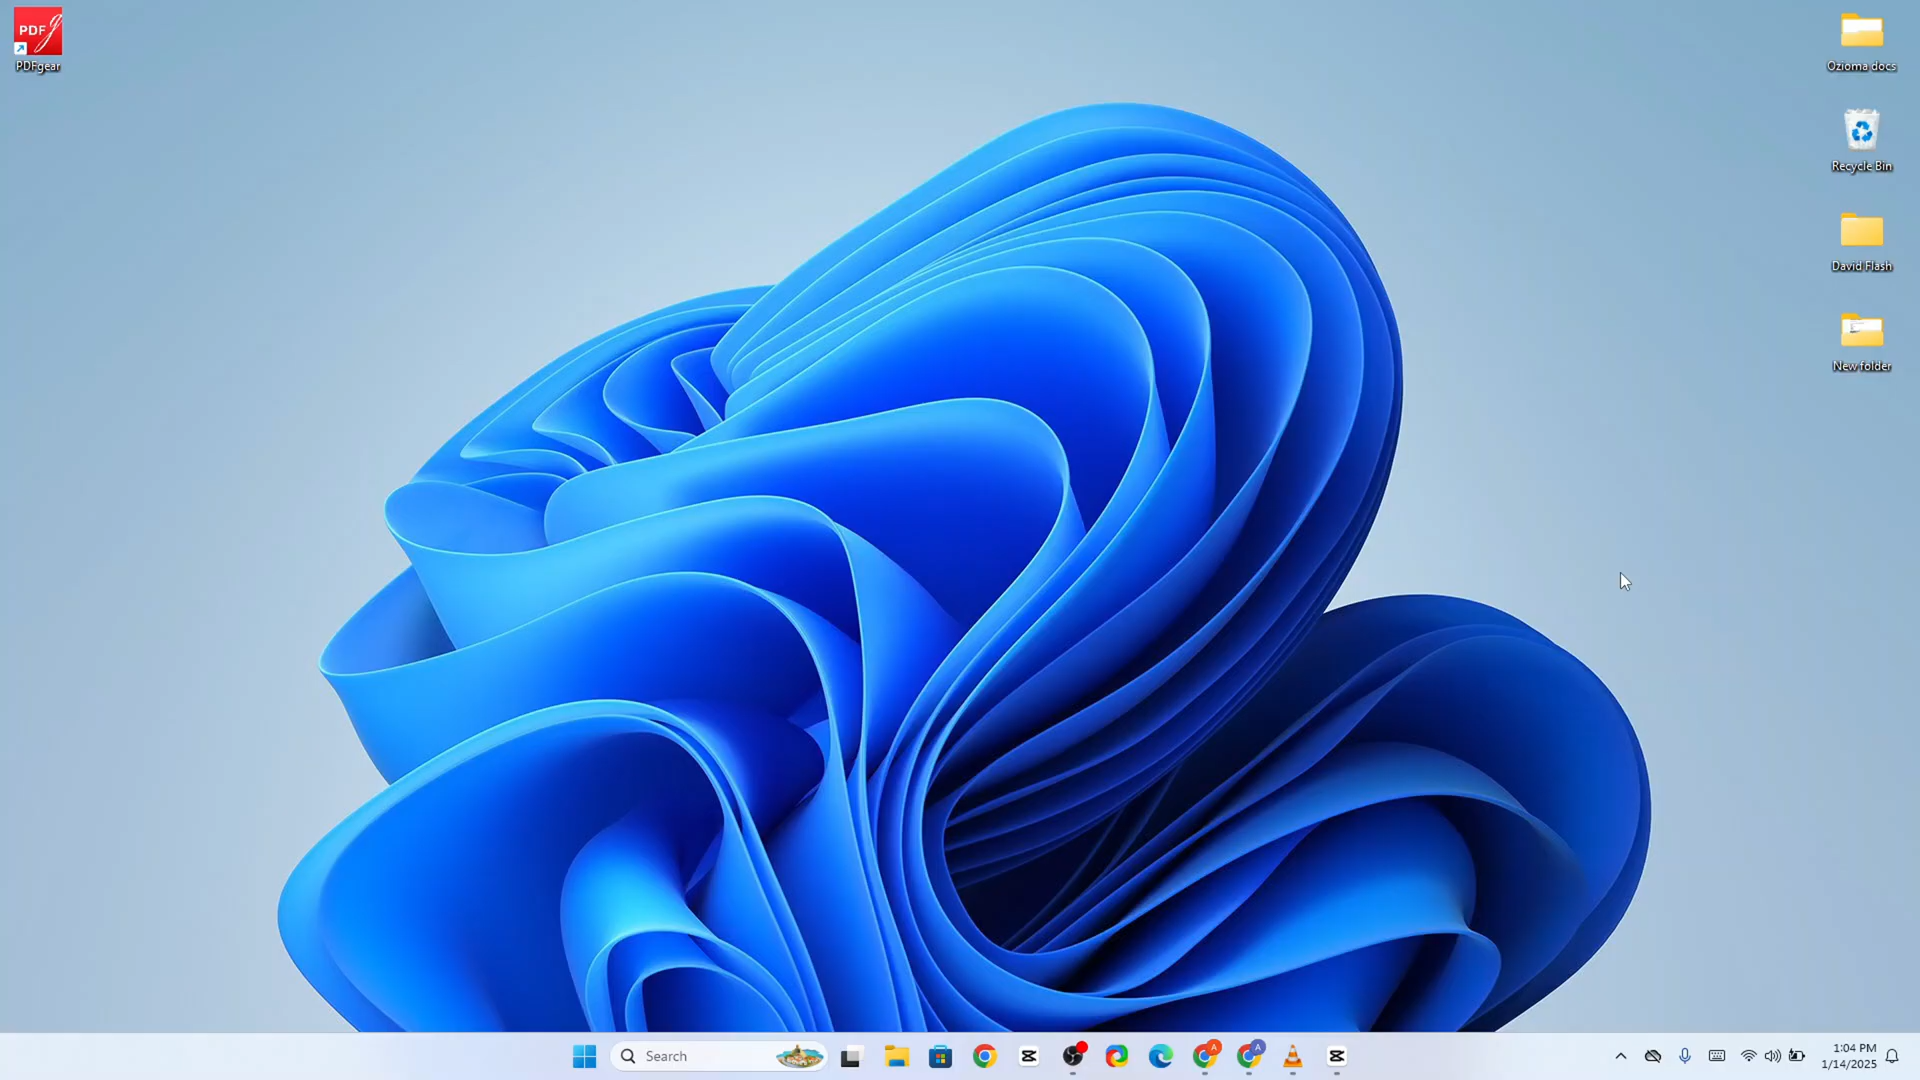 PDF
PDFgear
Ozioma docs
Recycle Bin
David Flash
New folder
Search
A
A
1:04 PM
1/14/2025